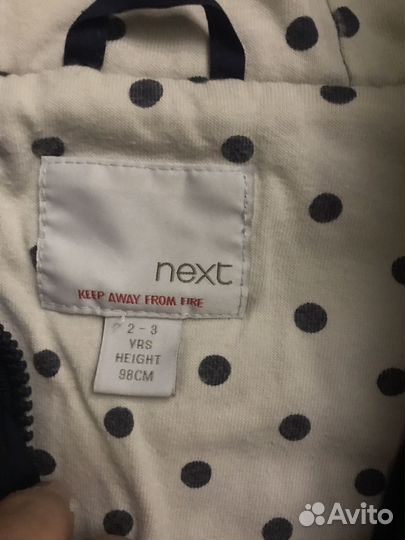 next
KEEP AWAY FROM FIRE
2 - 3
YRS
HEIGHT
98CM
Avito